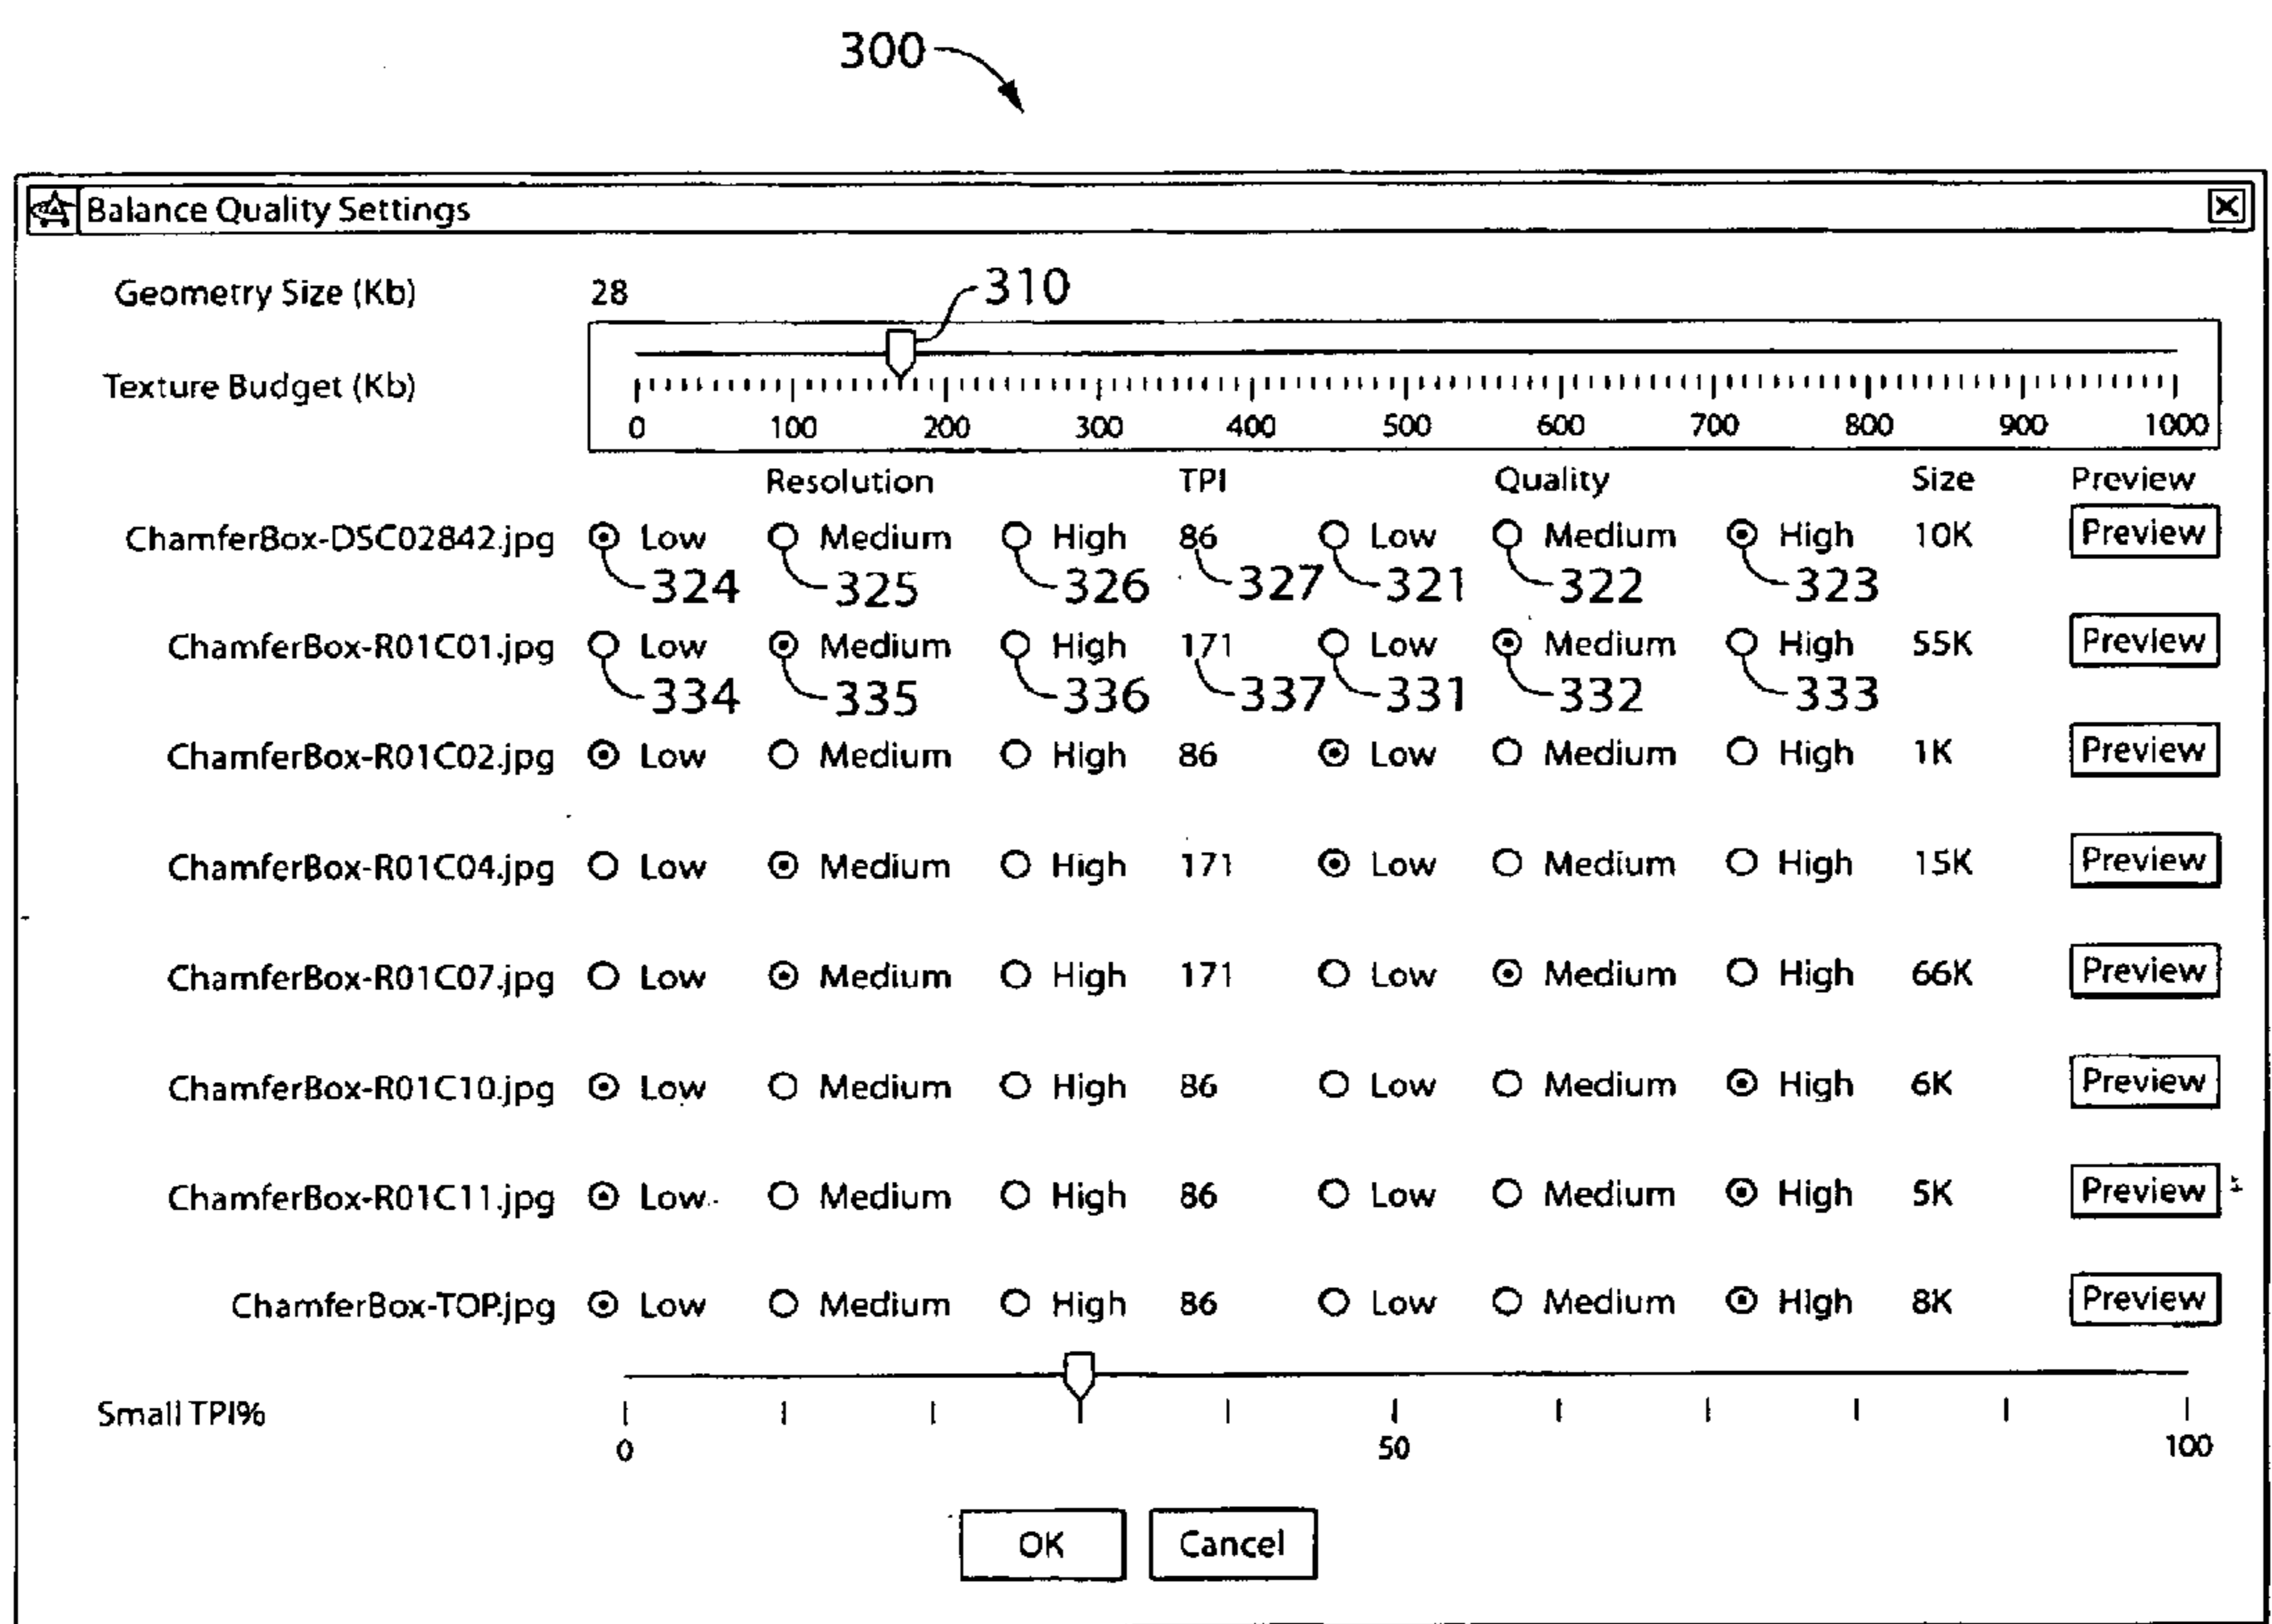 300
Balance Quality Settings
Geometry Size (Kb) 28 310
Texture Budget (Kb)
0 100 200 300 400 500 600 700 800 900 1000
Resolution TPI Quality Size Preview
ChamferBox-DSC02842.jpg Low Medium High 86 Low Medium High 10K Preview
324 325 326 327 321 322 323
ChamferBox-R01C01.jpg Low Medium High 171 Low Medium High 55K Preview
334 335 336 337 331 332 333
ChamferBox-R01C02.jpg Low Medium High 86 Low Medium High 1K Preview
ChamferBox-R01C04.jpg Low Medium High 171 Low Medium High 15K Preview
ChamferBox-R01C07.jpg Low Medium High 171 Low Medium High 66K Preview
ChamferBox-R01C10.jpg Low Medium High 86 Low Medium High 6K Preview
ChamferBox-R01C11.jpg Low Medium High 86 Low Medium High 5K Preview
ChamferBox-TOP.jpg Low Medium High 86 Low Medium High 8K Preview
Small TPI%
0 50 100
OK Cancel